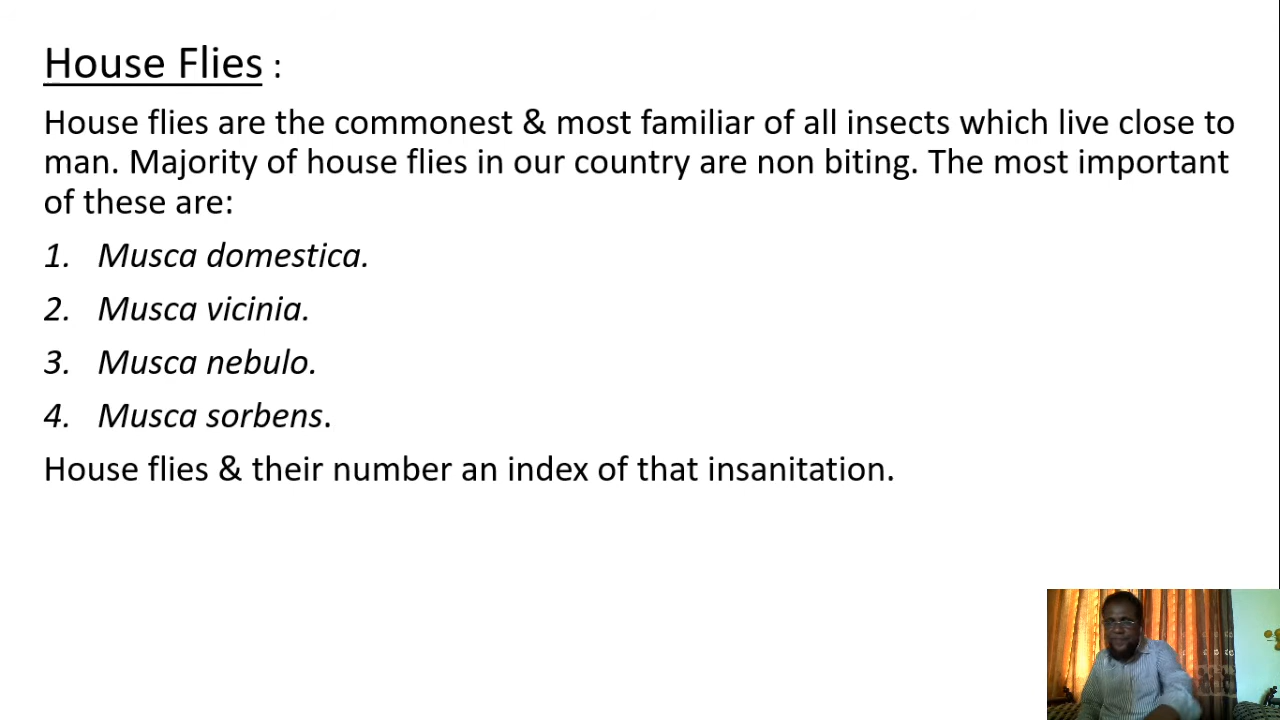 House Flies :
House flies are the commonest & most familiar of all insects which live close to
man. Majority of house flies in our country are non biting. The most important
of these are:
1. Musca domestica.
2. Musca vicinia.
3. Musca nebulo.
4. Musca sorbens.
House flies & their number an index of that insanitation.